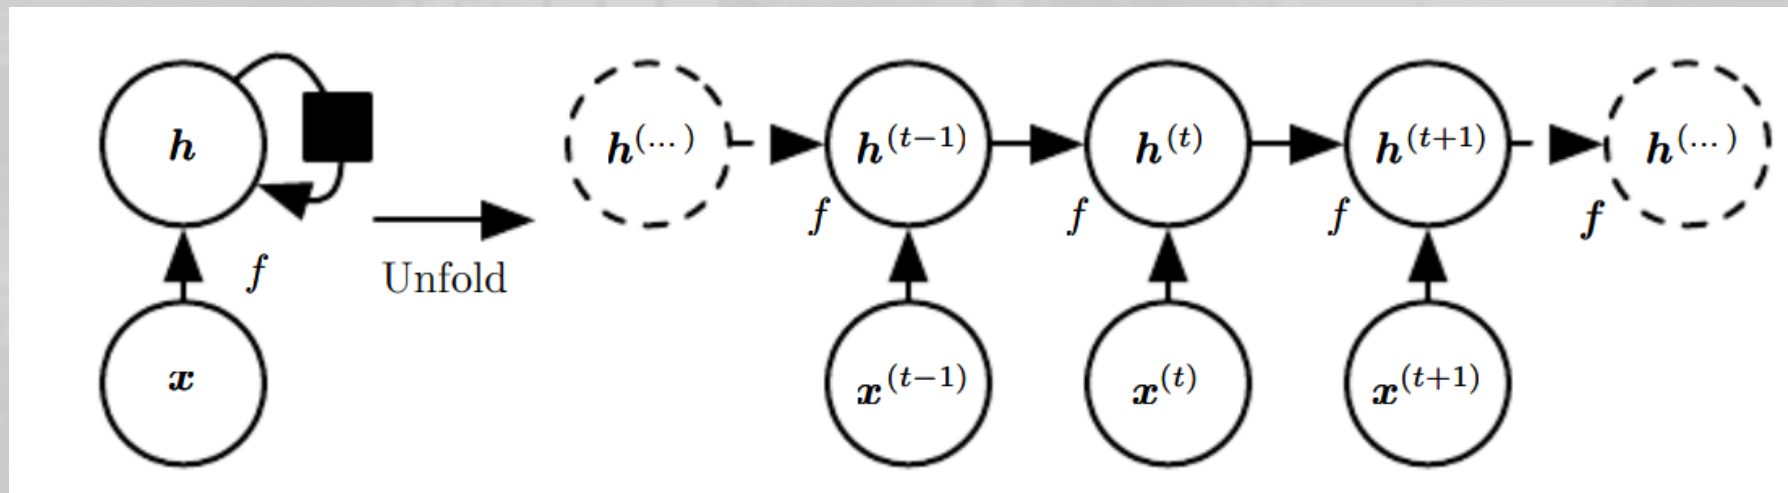 h h^(...) h^(t−1) h^(t) h^(t+1) h^(...)
f f f f
f
Unfold
x x^(t−1) x^(t) x^(t+1)